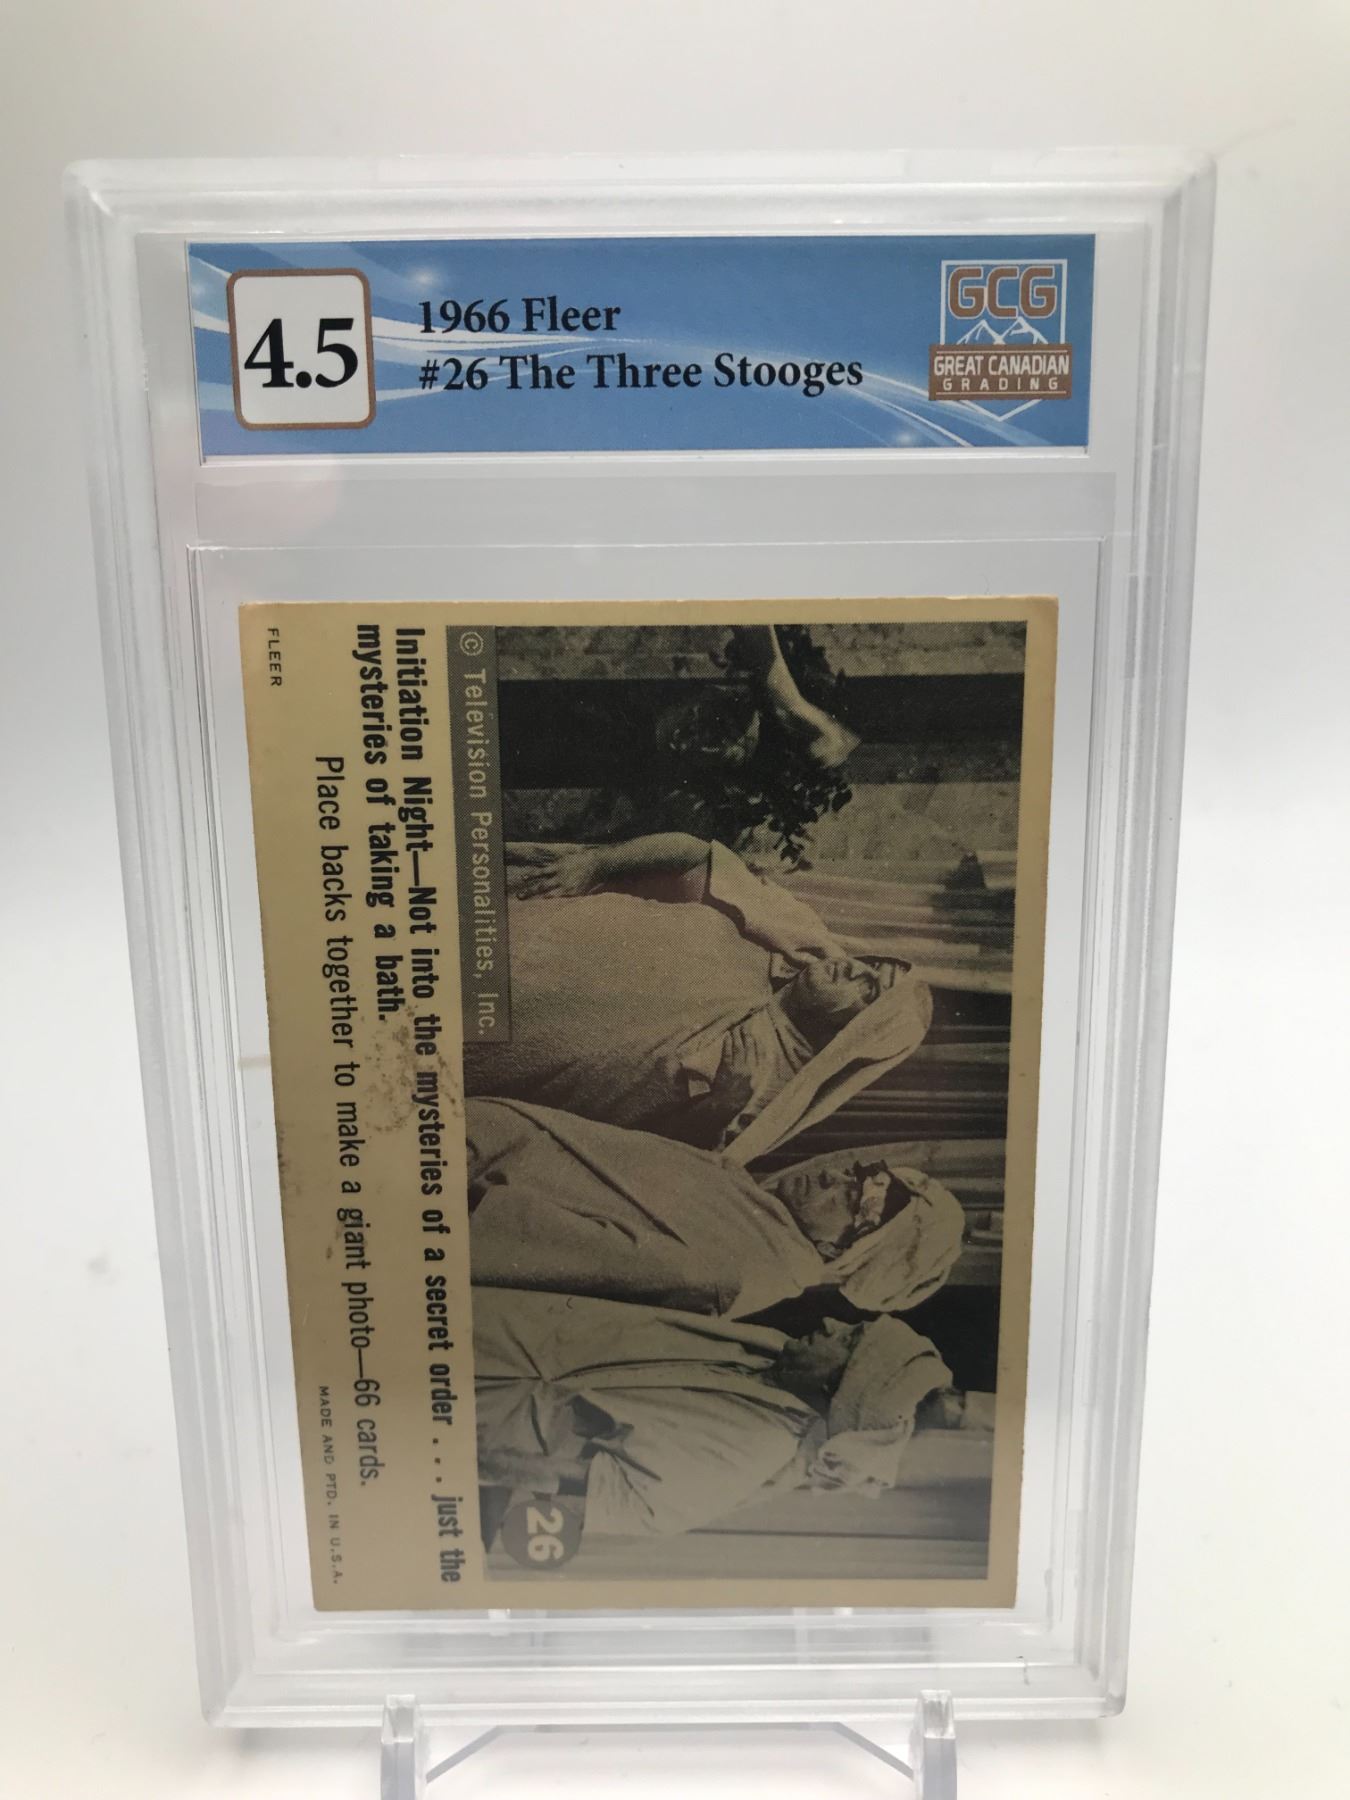 4.5
1966 Fleer
#26 The Three Stooges
GCG
GREAT CANADIAN
GRADING
© Television Personalities, Inc.
26
Initiation Night—Not into the mysteries of a secret order . . . just the
mysteries of taking a bath.
Place backs together to make a giant photo—66 cards.
FLEER
MADE AND PTD. IN U.S.A.